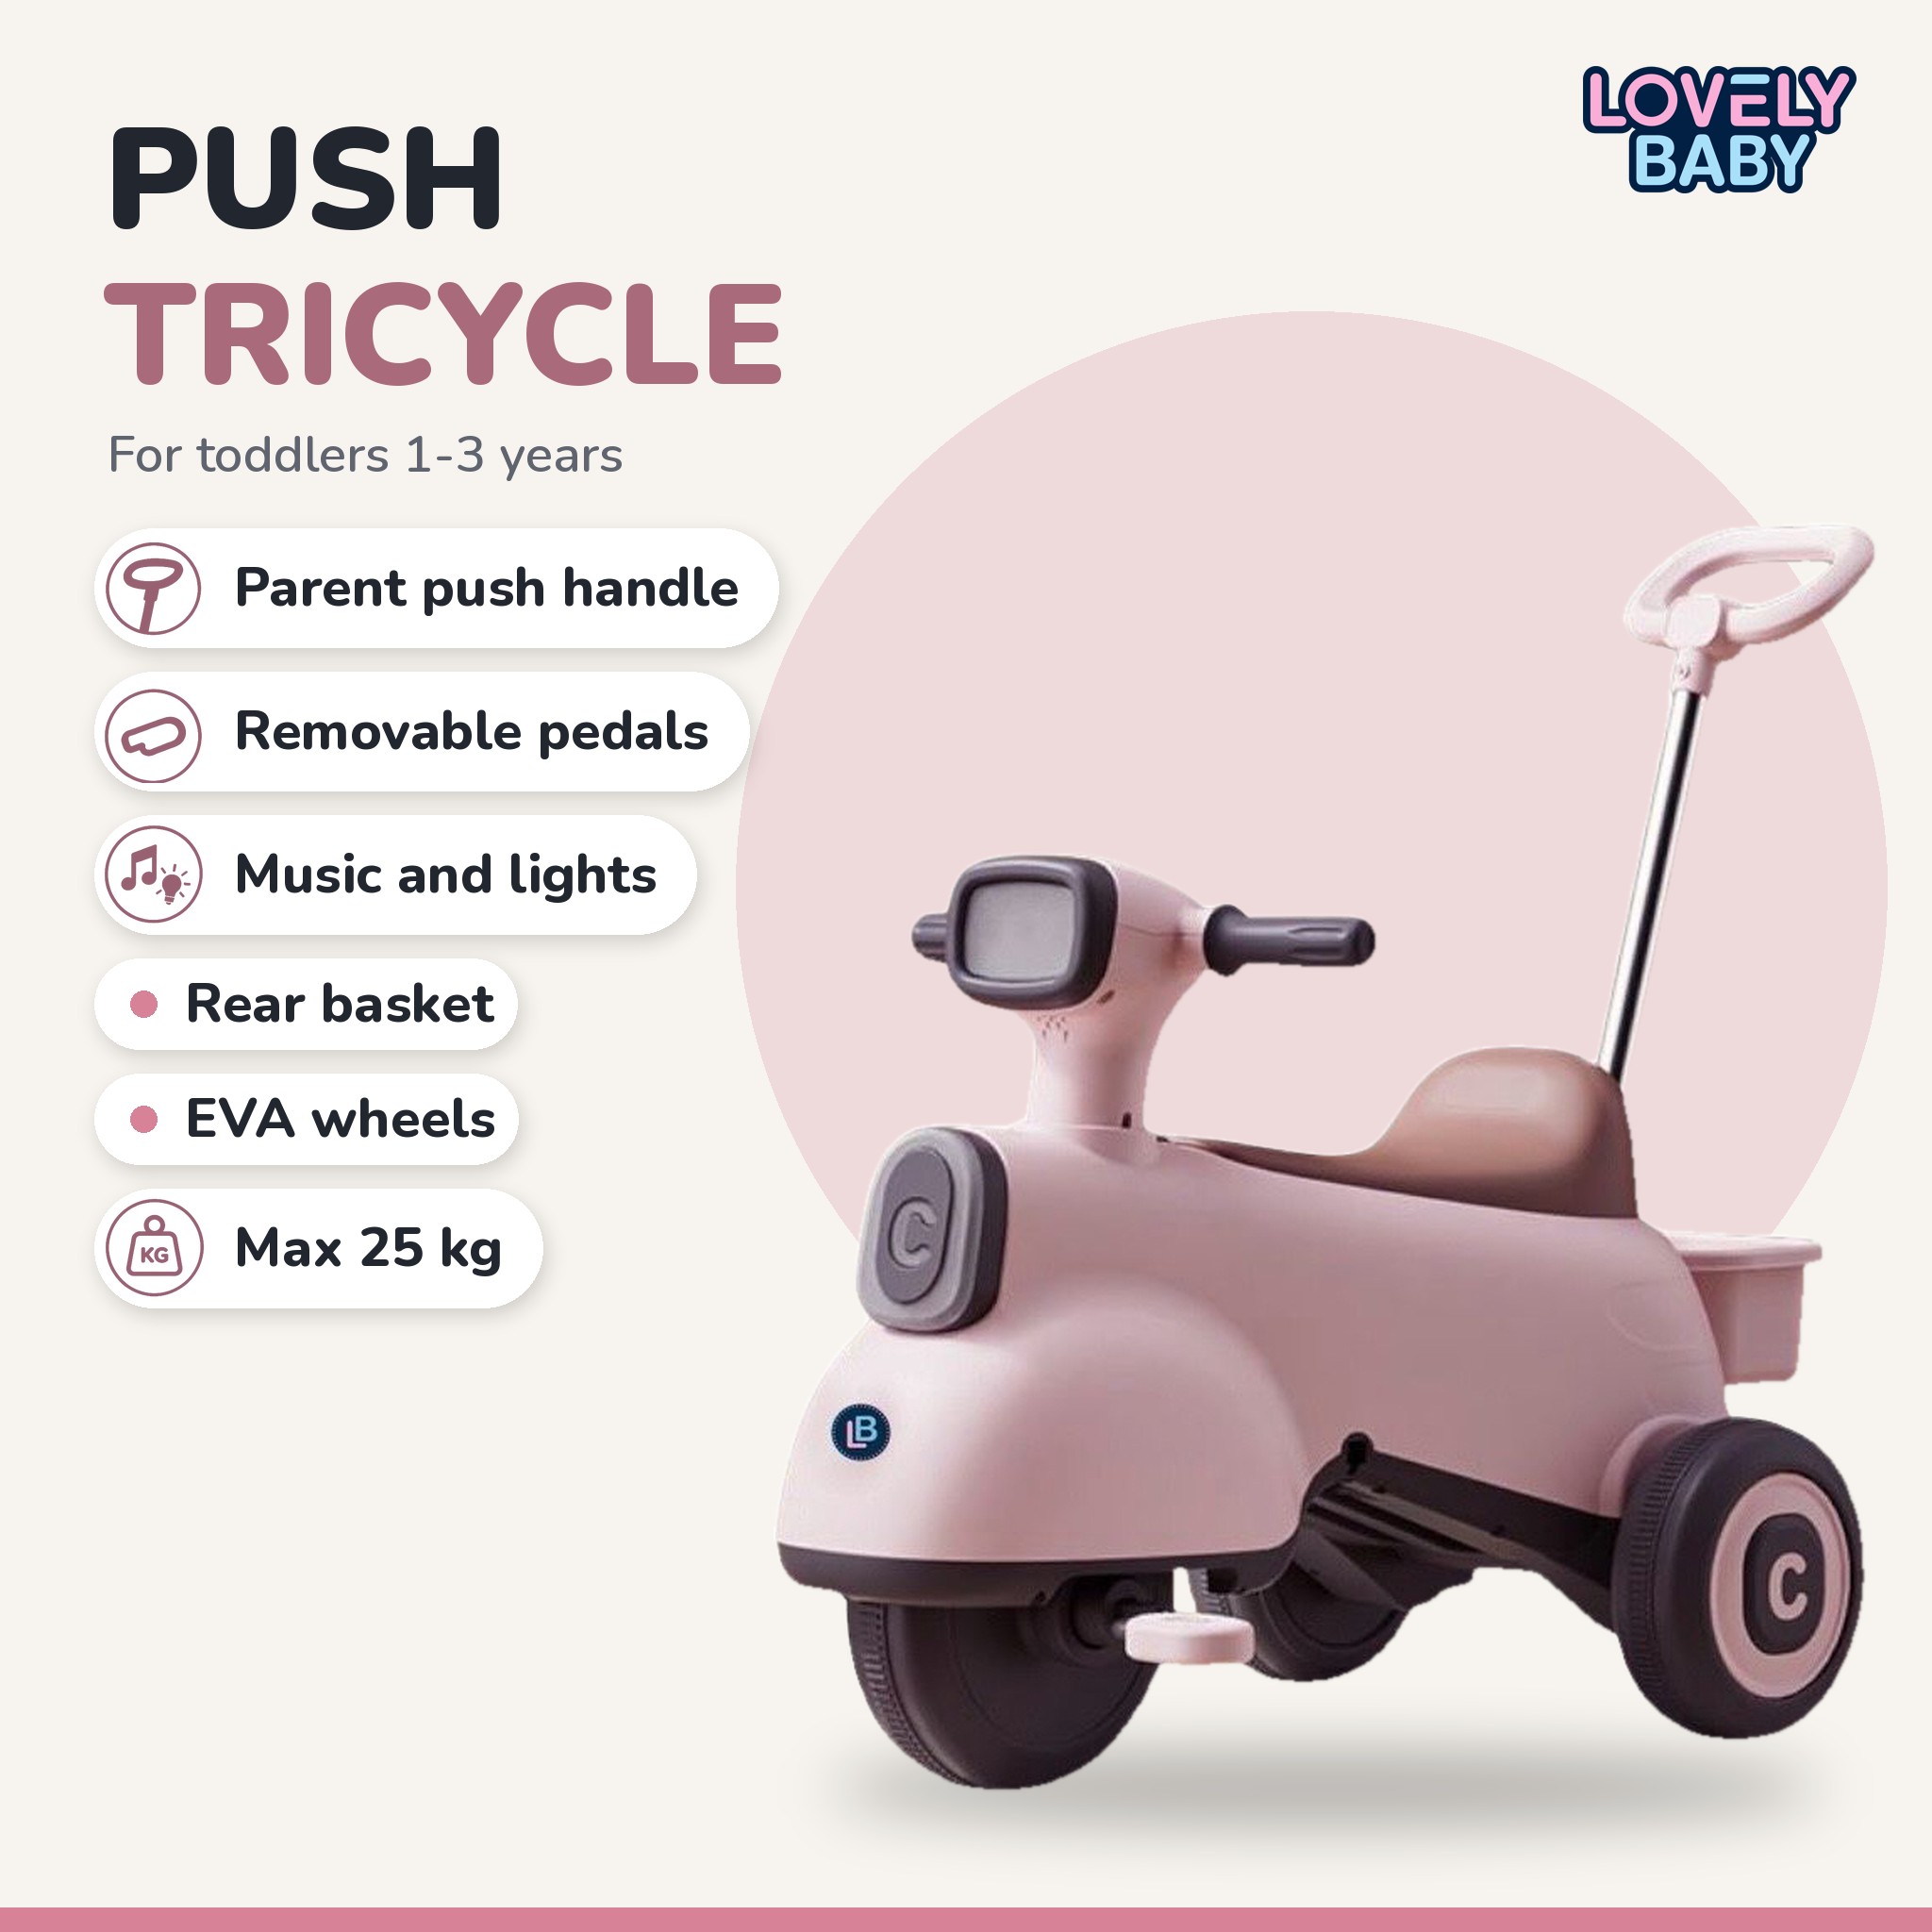 LOVELY
BABY
PUSH
TRICYCLE
For toddlers 1-3 years
Parent push handle
Removable pedals
Music and lights
Rear basket
EVA wheels
KG
Max 25 kg
C
LB
C